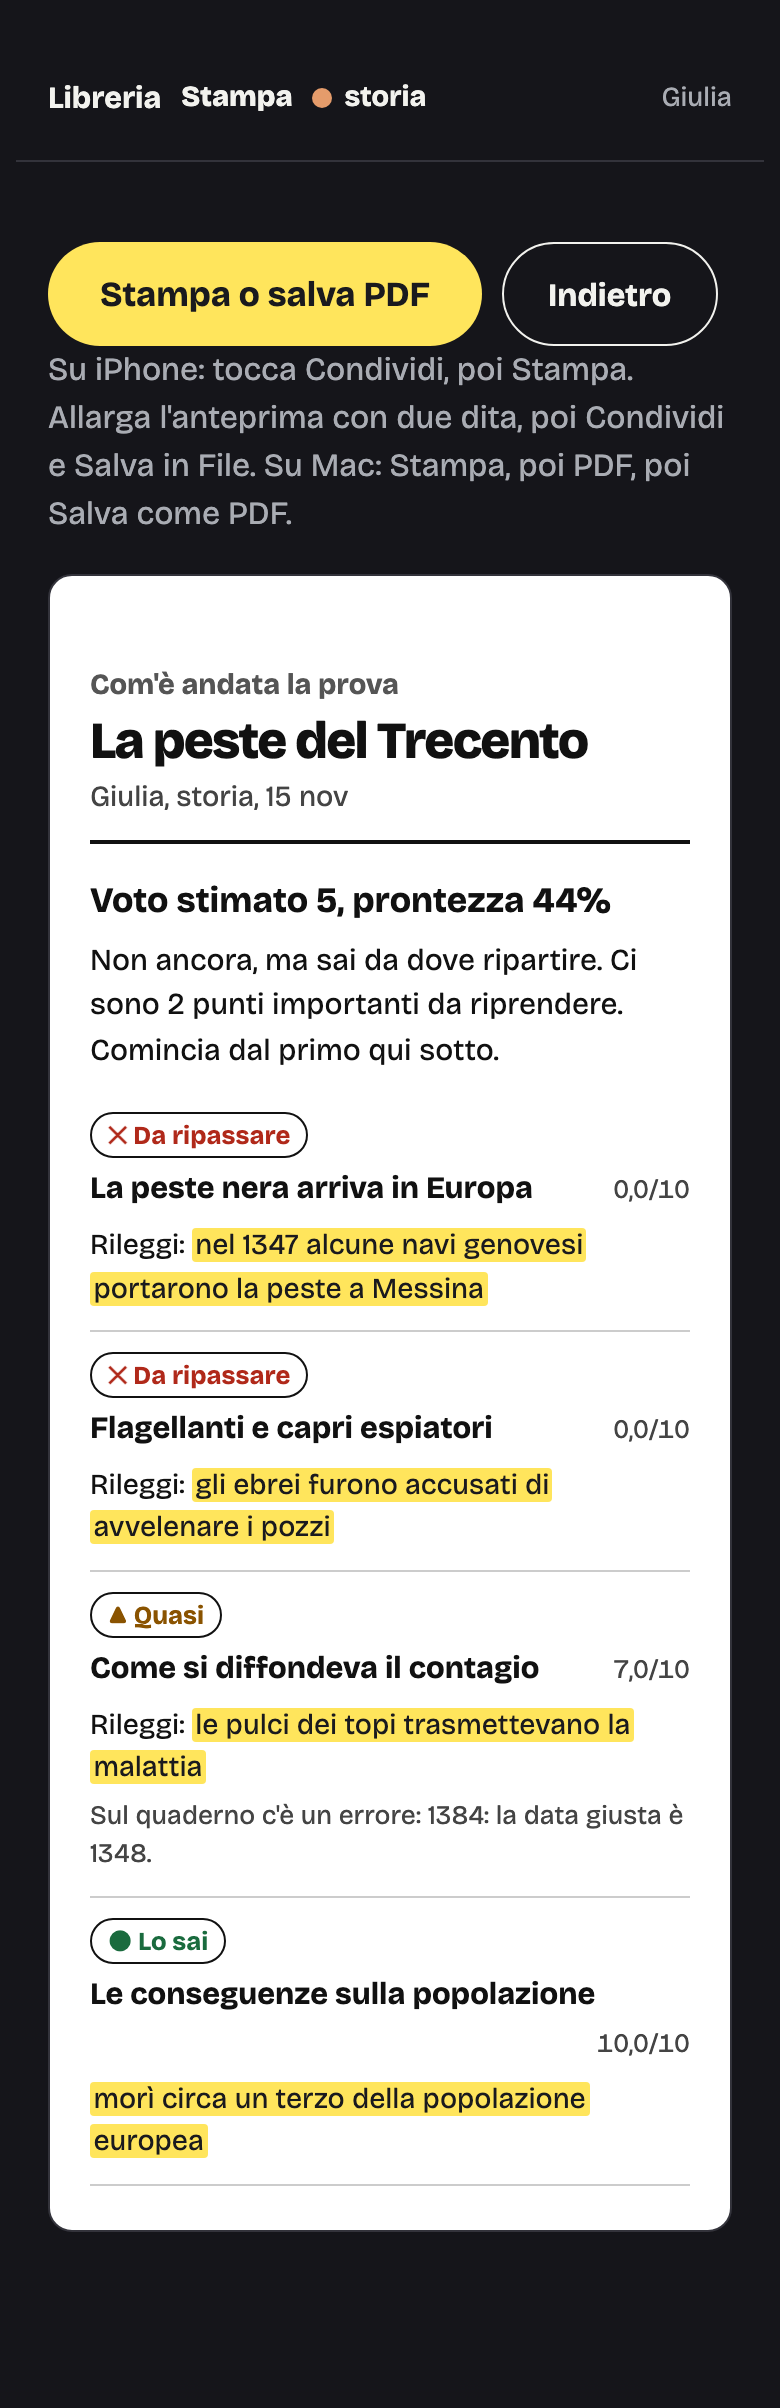 Libreria Stampa storia Giulia
Stampa o salva PDF Indietro
Su iPhone: tocca Condividi, poi Stampa.
Allarga l'anteprima con due dita, poi Condividi
e Salva in File. Su Mac: Stampa, poi PDF, poi
Salva come PDF.
Com'è andata la prova
La peste del Trecento
Giulia, storia, 15 nov
Voto stimato 5, prontezza 44%
Non ancora, ma sai da dove ripartire. Ci
sono 2 punti importanti da riprendere.
Comincia dal primo qui sotto.
Da ripassare
La peste nera arriva in Europa 0,0/10
Rileggi: nel 1347 alcune navi genovesi
portarono la peste a Messina
Da ripassare
Flagellanti e capri espiatori 0,0/10
Rileggi: gli ebrei furono accusati di
avvelenare i pozzi
Quasi
Come si diffondeva il contagio 7,0/10
Rileggi: le pulci dei topi trasmettevano la
malattia
Sul quaderno c'è un errore: 1384: la data giusta è
1348.
Lo sai
Le conseguenze sulla popolazione
10,0/10
morì circa un terzo della popolazione
europea